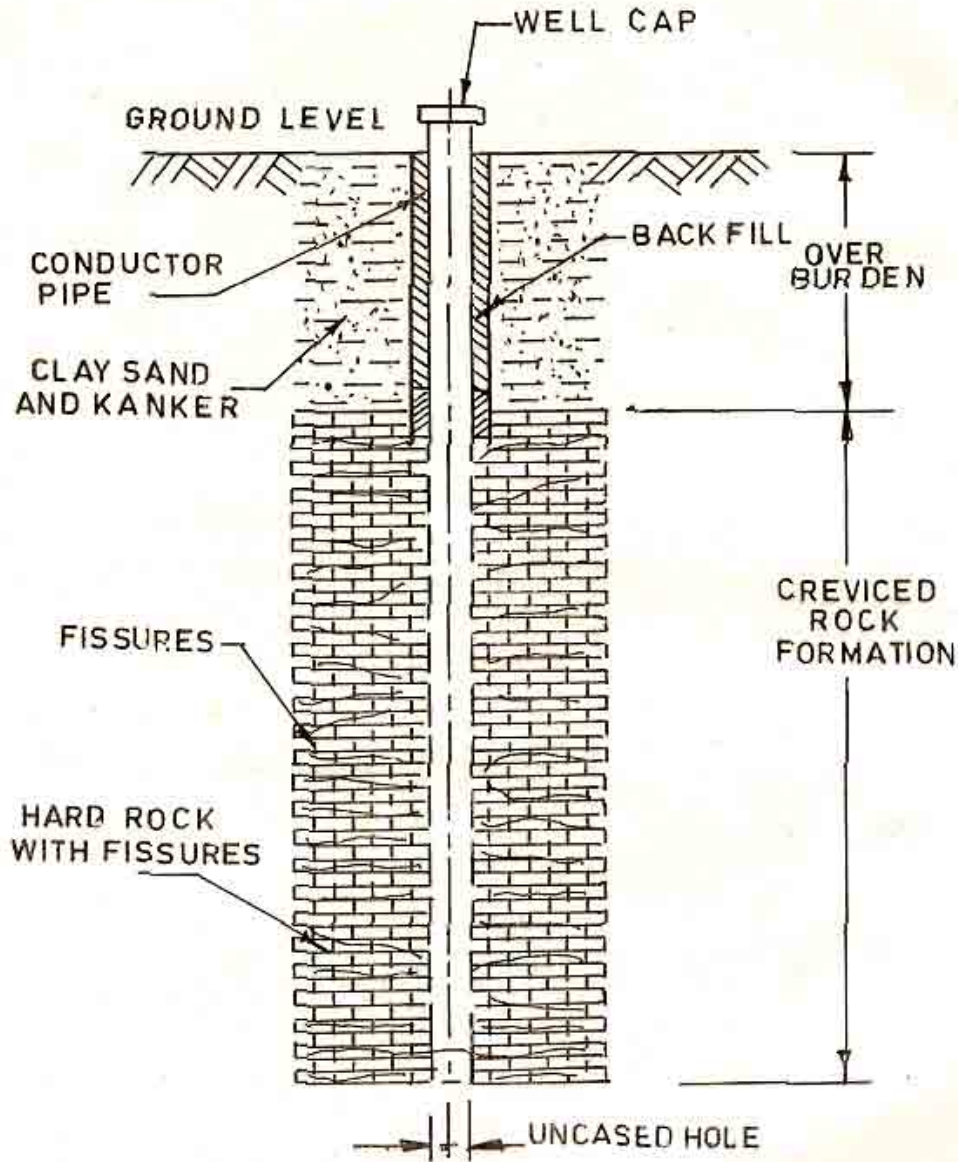 WELL CAP
GROUND LEVEL
CONDUCTOR
PIPE
BACK FILL
OVER
BURDEN
CLAY SAND
AND KANKER
CREVICED
ROCK
FORMATION
FISSURES
HARD ROCK
WITH FISSURES
UNCASED HOLE